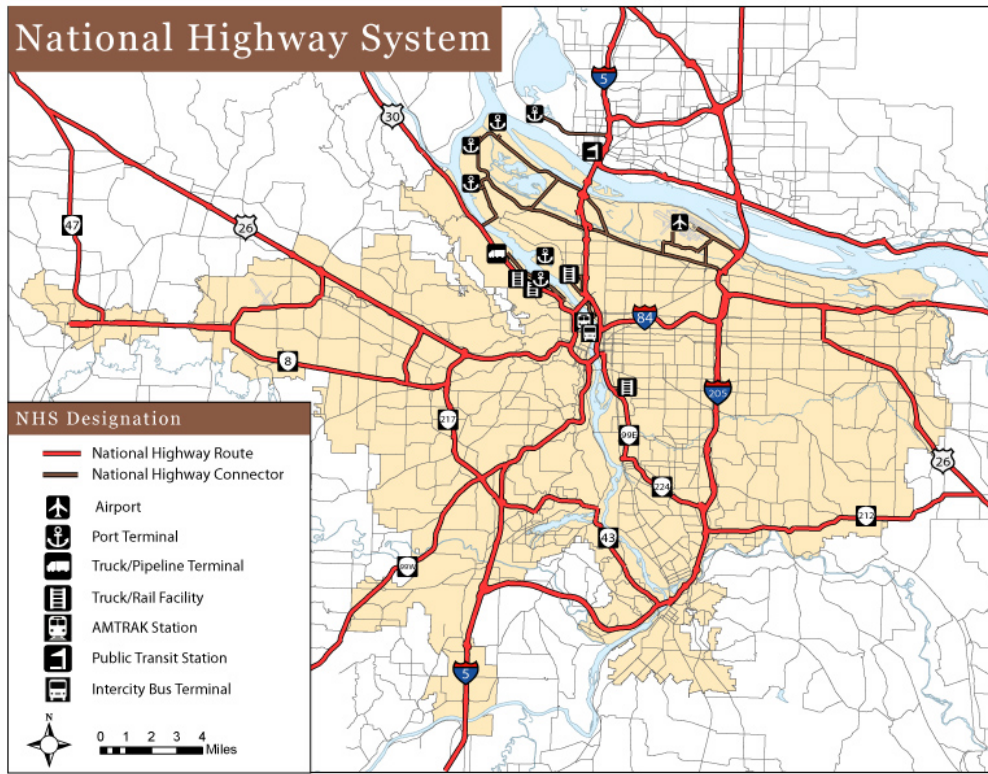 National Highway System
5
30
47
26
84
8
205
217
99E
26
224
212
43
99W
5
NHS Designation
National Highway Route
National Highway Connector
Airport
Port Terminal
Truck/Pipeline Terminal
Truck/Rail Facility
AMTRAK Station
Public Transit Station
Intercity Bus Terminal
N
0 1 2 3 4
Miles